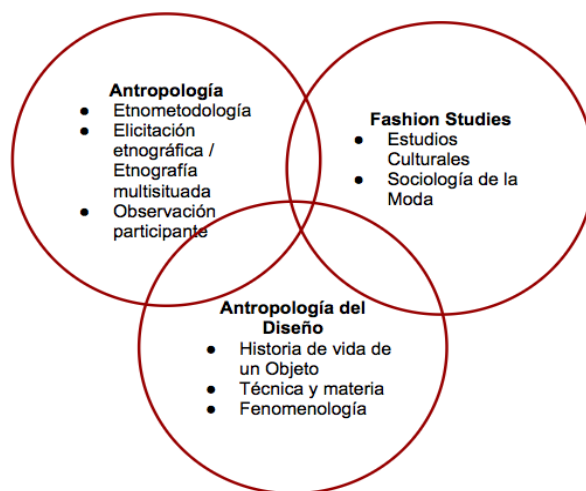 Antropología
● Etnometodología
● Elicitación
etnográfica /
Etnografía
multisituada
● Observación
participante
Fashion Studies
● Estudios
Culturales
● Sociología de la
Moda
Antropología del
Diseño
● Historia de vida de
un Objeto
● Técnica y materia
● Fenomenología